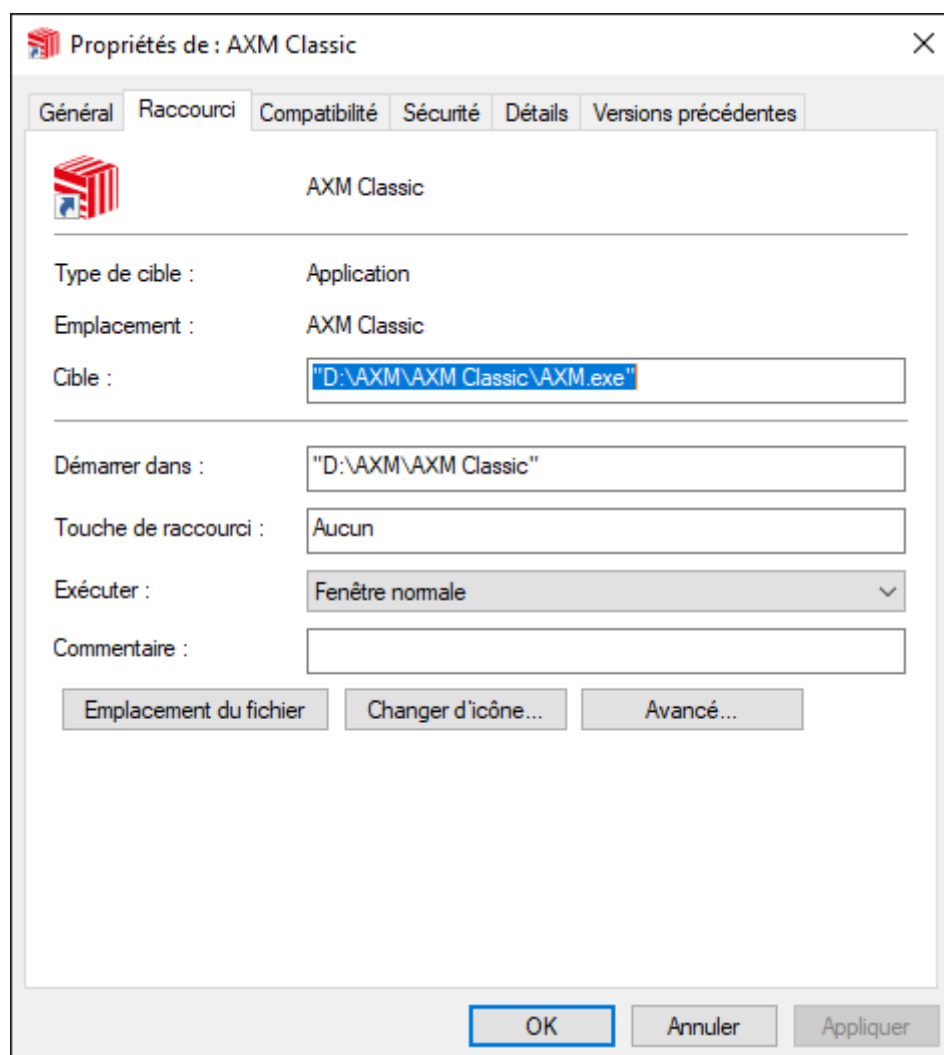 Propriétés de : AXM Classic
Général Raccourci Compatibilité Sécurité Détails Versions précédentes
AXM Classic
Type de cible : Application
Emplacement : AXM Classic
Cible : "D:\AXM\AXM Classic\AXM.exe"
Démarrer dans : "D:\AXM\AXM Classic"
Touche de raccourci : Aucun
Exécuter : Fenêtre normale
Commentaire :
Emplacement du fichier Changer d'icône... Avancé...
OK Annuler Appliquer